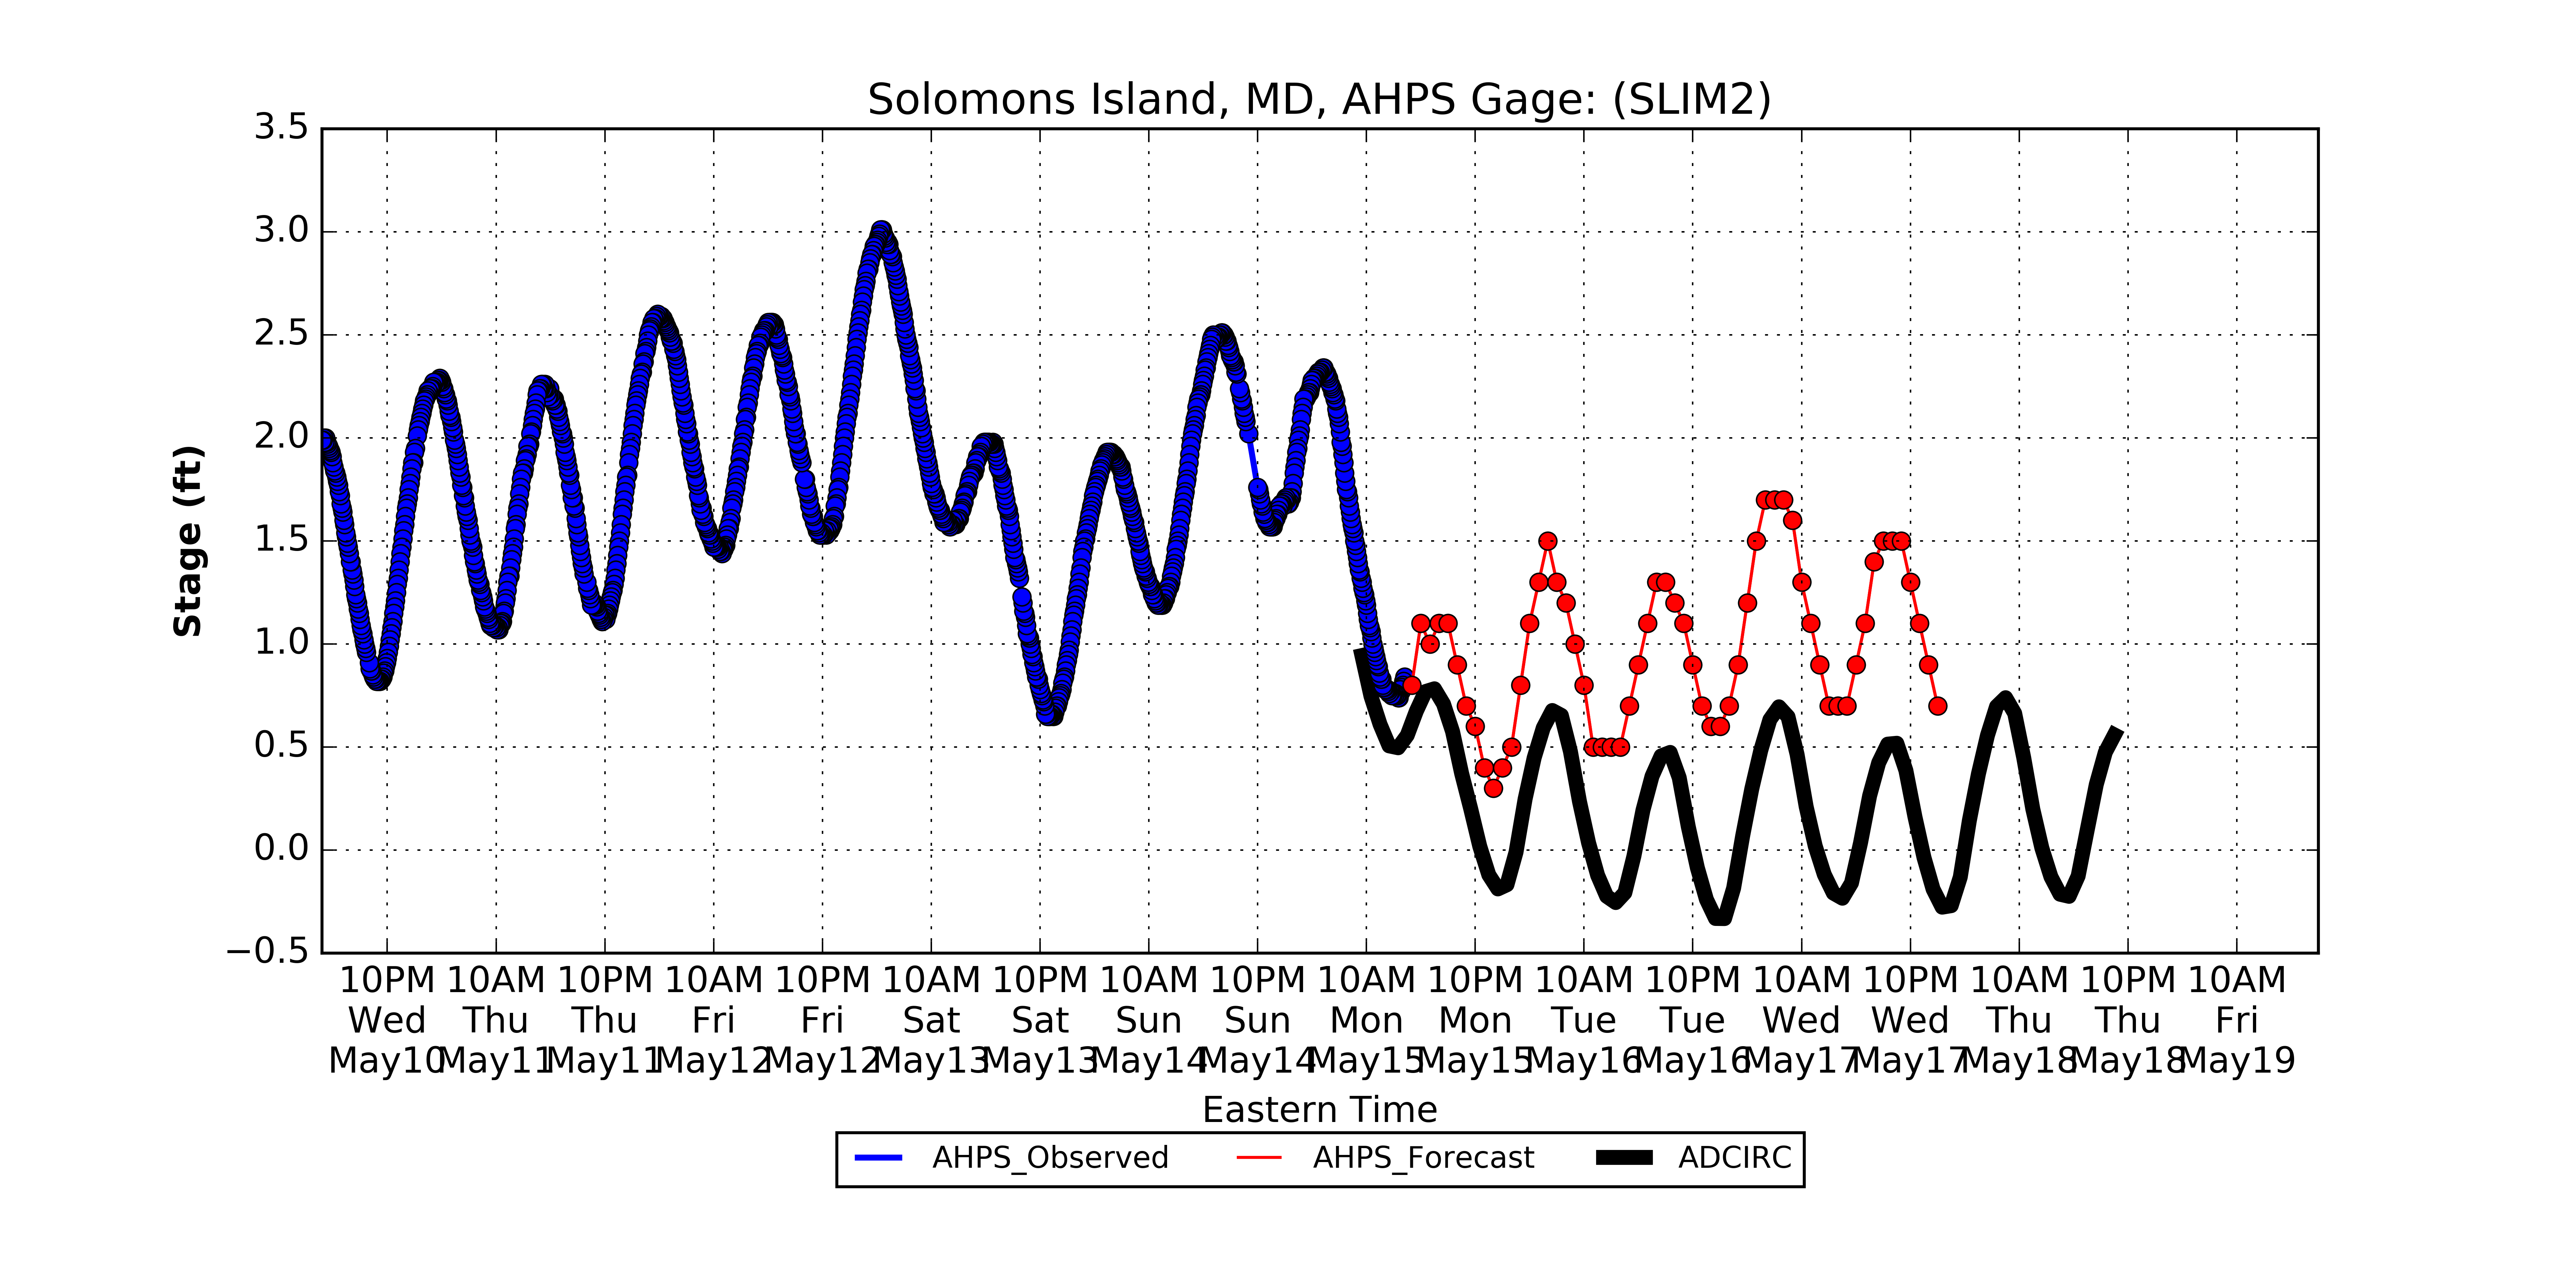 Solomons Island, MD, AHPS Gage: (SLIM2)
3.5
3.0
2.5
2.0
1.5
1.0
0.5
0.0
−0.5
Stage (ft)
10PM 10AM 10PM 10AM 10PM 10AM 10PM 10AM 10PM 10AM 10PM 10AM 10PM 10AM 10PM 10AM 10PM 10AM
Wed Thu Thu Fri Fri Sat Sat Sun Sun Mon Mon Tue Tue Wed Wed Thu Thu Fri
May10 May11 May11 May12 May12 May13 May13 May14 May14 May15 May15 May16 May16 May17 May17 May18 May18 May19
Eastern Time
AHPS_Observed AHPS_Forecast ADCIRC